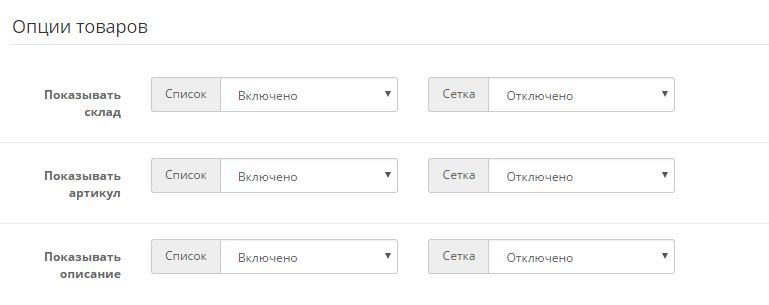 Опции товаров
Показывать Список Включено Сетка Отключено
склад
Показывать Список Включено Сетка Отключено
артикул
Показывать Список Включено Сетка Отключено
описание